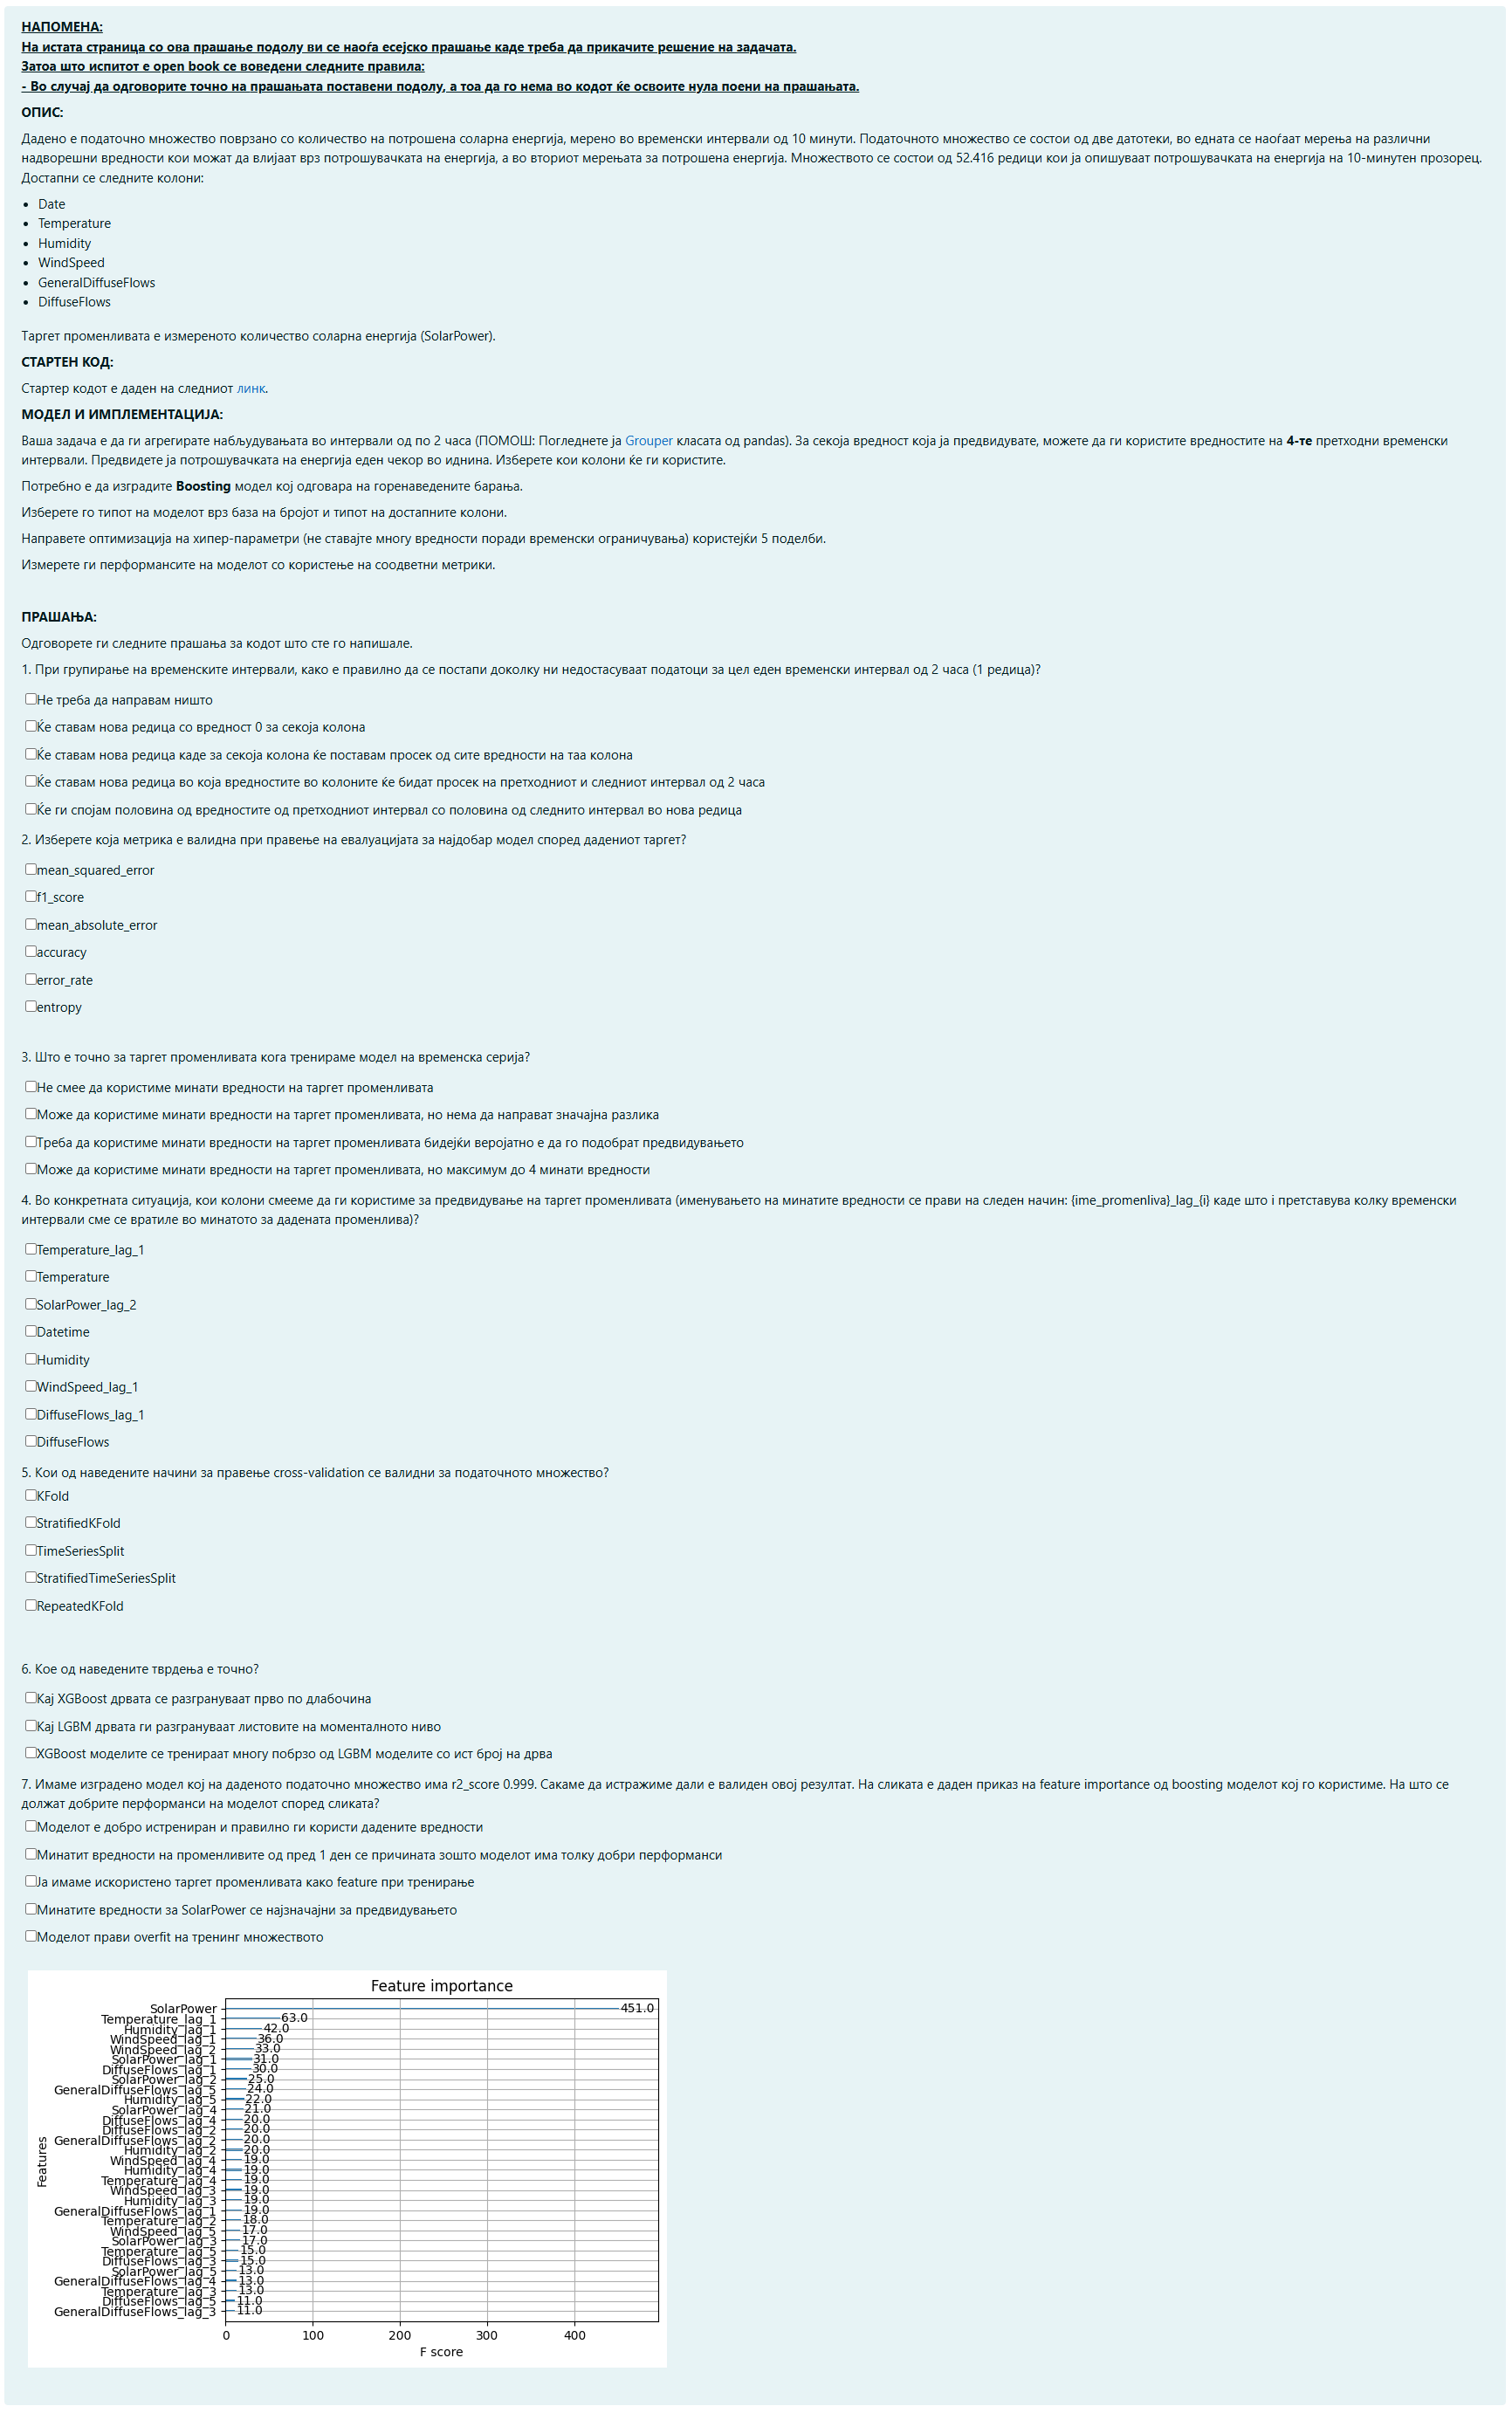 НАПОМЕНА:
На истата страница со ова прашање подолу ви се наоѓа есејско прашање каде треба да прикачите решение на задачата.
Затоа што испитот е open book се воведени следните правила:
- Во случај да одговорите точно на прашањата поставени подолу, а тоа да го нема во кодот ќе освоите нула поени на прашањата.
ОПИС:
Дадено е податочно множество поврзано со количество на потрошена соларна енергија, мерено во временски интервали од 10 минути. Податочното множество се состои од две датотеки, во едната се наоѓаат мерења на различни
надворешни вредности кои можат да влијаат врз потрошувачката на енергија, а во вториот мерењата за потрошена енергија. Множеството се состои од 52.416 редици кои ја опишуваат потрошувачката на енергија на 10-минутен прозорец.
Достапни се следните колони:
• Date
• Temperature
• Humidity
• WindSpeed
• GeneralDiffuseFlows
• DiffuseFlows
Таргет променливата е измереното количество соларна енергија (SolarPower).
СТАРТЕН КОД:
Стартер кодот е даден на следниот линк.
МОДЕЛ И ИМПЛЕМЕНТАЦИЈА:
Ваша задача е да ги агрегирате набљудувањата во интервали од по 2 часа (ПОМОШ: Погледнете ја Grouper класата од pandas). За секоја вредност која ја предвидувате, можете да ги користите вредностите на 4-те претходни временски
интервали. Предвидете ја потрошувачката на енергија еден чекор во иднина. Изберете кои колони ќе ги користите.
Потребно е да изградите Boosting модел кој одговара на горенаведените барања.
Изберете го типот на моделот врз база на бројот и типот на достапните колони.
Направете оптимизација на хипер-параметри (не ставајте многу вредности поради временски ограничувања) користејќи 5 поделби.
Измерете ги перформансите на моделот со користење на соодветни метрики.
ПРАШАЊА:
Одговорете ги следните прашања за кодот што сте го напишале.
1. При групирање на временските интервали, како е правилно да се постапи доколку ни недостасуваат податоци за цел еден временски интервал од 2 часа (1 редица)?
Не треба да направам ништо
Ќе ставам нова редица со вредност 0 за секоја колона
Ќе ставам нова редица каде за секоја колона ќе поставам просек од сите вредности на таа колона
Ќе ставам нова редица во која вредностите во колоните ќе бидат просек на претходниот и следниот интервал од 2 часа
Ќе ги спојам половина од вредностите од претходниот интервал со половина од следнито интервал во нова редица
2. Изберете која метрика е валидна при правење на евалуацијата за најдобар модел според дадениот таргет?
mean_squared_error
f1_score
mean_absolute_error
accuracy
error_rate
entropy
3. Што е точно за таргет променливата кога тренираме модел на временска серија?
Не смее да користиме минати вредности на таргет променливата
Може да користиме минати вредности на таргет променливата, но нема да направат значајна разлика
Треба да користиме минати вредности на таргет променливата бидејќи веројатно е да го подобрат предвидувањето
Може да користиме минати вредности на таргет променливата, но максимум до 4 минати вредности
4. Во конкретната ситуација, кои колони смееме да ги користиме за предвидување на таргет променливата (именувањето на минатите вредности се прави на следен начин: {ime_promenliva}_lag_{i} каде што i претставува колку временски
интервали сме се вратиле во минатото за дадената променлива)?
Temperature_lag_1
Temperature
SolarPower_lag_2
Datetime
Humidity
WindSpeed_lag_1
DiffuseFlows_lag_1
DiffuseFlows
5. Кои од наведените начини за правење cross-validation се валидни за податочното множество?
KFold
StratifiedKFold
TimeSeriesSplit
StratifiedTimeSeriesSplit
RepeatedKFold
6. Кое од наведените тврдења е точно?
Кај XGBoost дрвата се разгрануваат прво по длабочина
Кај LGBM дрвата ги разгрануваат листовите на моменталното ниво
XGBoost моделите се тренираат многу побрзо од LGBM моделите со ист број на дрва
7. Имаме изградено модел кој на даденото податочно множество има r2_score 0.999. Сакаме да истражиме дали е валиден овој резултат. На сликата е даден приказ на feature importance од boosting моделот кој го користиме. На што се
должат добрите перформанси на моделот според сликата?
Моделот е добро истрениран и правилно ги користи дадените вредности
Минатит вредности на променливите од пред 1 ден се причината зошто моделот има толку добри перформанси
Ја имаме искористено таргет променливата како feature при тренирање
Минатите вредности за SolarPower се најзначајни за предвидувањето
Моделот прави overfit на тренинг множеството
Feature importance
SolarPower 451.0
Temperature_lag_1 63.0
Humidity_lag_1 42.0
WindSpeed_lag_1 36.0
WindSpeed_lag_2 33.0
SolarPower_lag_1 31.0
DiffuseFlows_lag_1 30.0
SolarPower_lag_2 25.0
GeneralDiffuseFlows_lag_5 24.0
Humidity_lag_5 22.0
SolarPower_lag_4 21.0
DiffuseFlows_lag_4 20.0
DiffuseFlows_lag_2 20.0
GeneralDiffuseFlows_lag_2 20.0
Humidity_lag_2 20.0
WindSpeed_lag_4 19.0
Humidity_lag_4 19.0
Temperature_lag_4 19.0
WindSpeed_lag_3 19.0
Humidity_lag_3 19.0
GeneralDiffuseFlows_lag_1 19.0
Temperature_lag_2 18.0
WindSpeed_lag_5 17.0
SolarPower_lag_3 17.0
Temperature_lag_5 15.0
DiffuseFlows_lag_3 15.0
SolarPower_lag_5 13.0
GeneralDiffuseFlows_lag_4 13.0
Temperature_lag_3 13.0
DiffuseFlows_lag_5 11.0
GeneralDiffuseFlows_lag_3 11.0
Features
0 100 200 300 400
F score